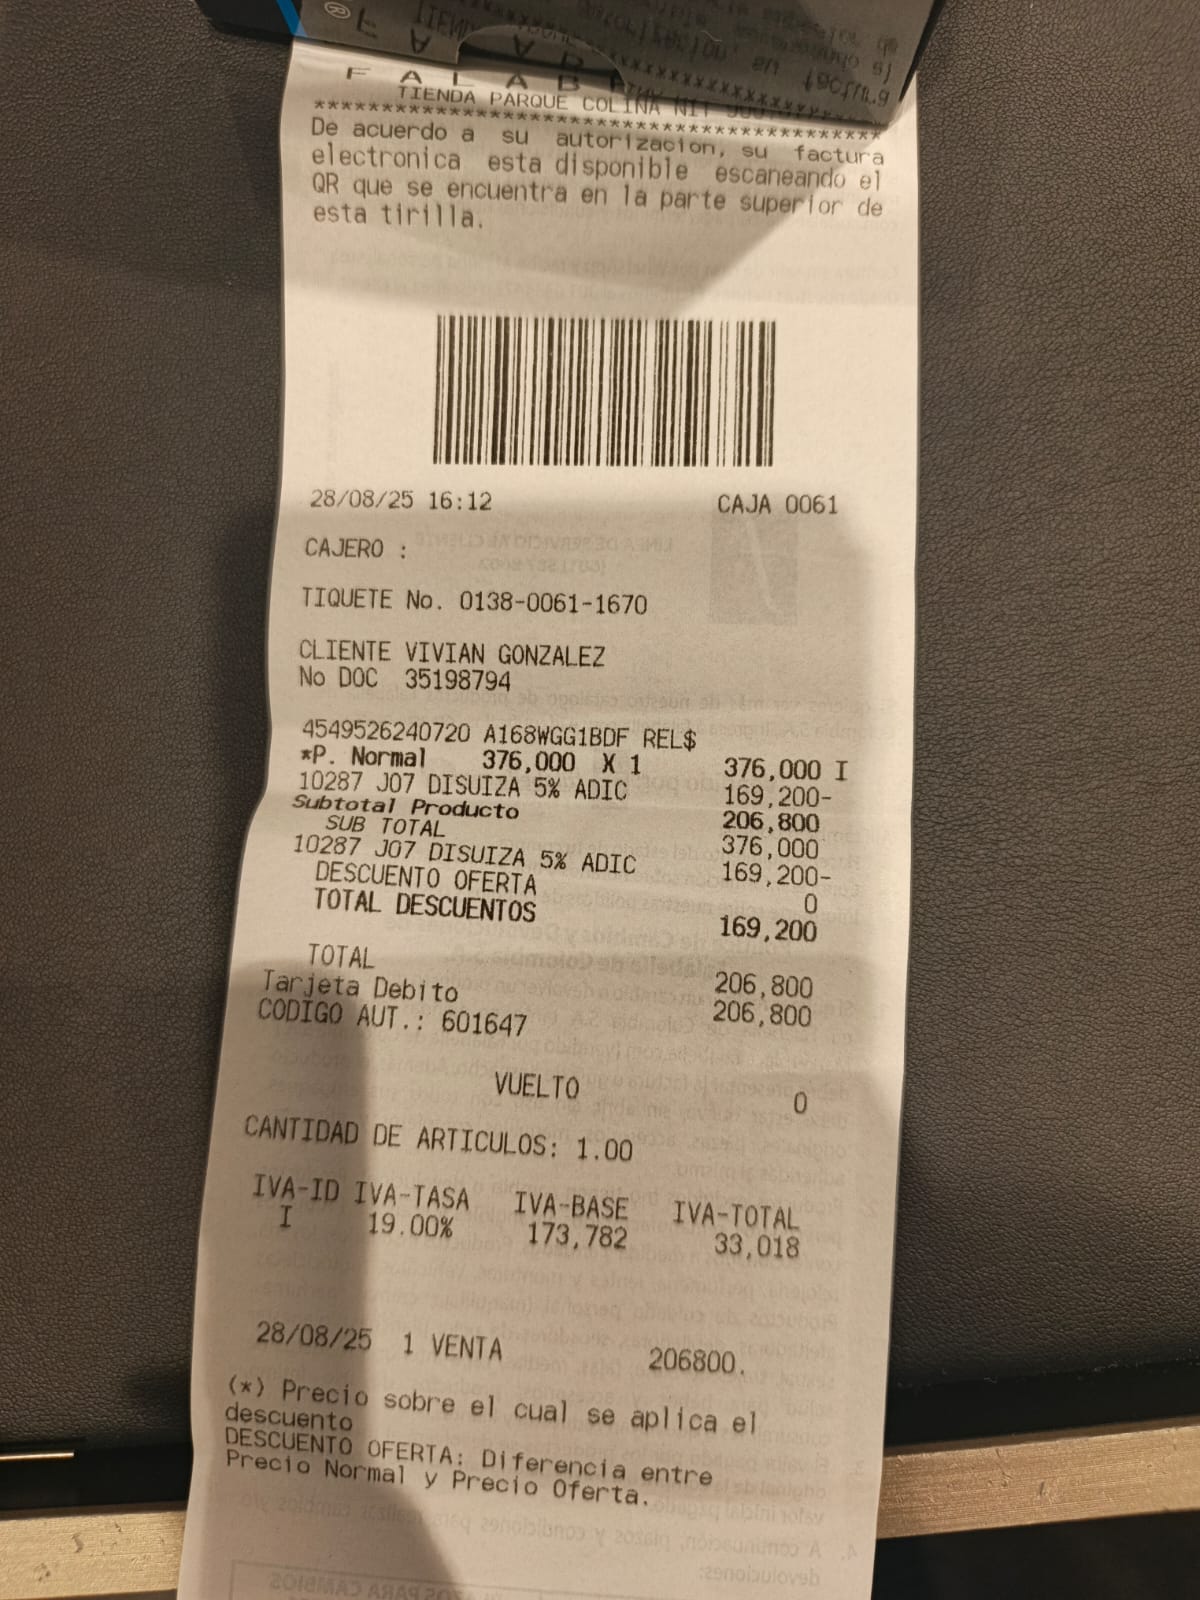 F A L A B
TIENDA PARQUE COLINA NIT
****************************************
De acuerdo a su autorizacion, su factura
electronica esta disponible escaneando el
QR que se encuentra en la parte superior de
esta tirilla.
28/08/25 16:12 CAJA 0061
CAJERO :
TIQUETE No. 0138-0061-1670
CLIENTE VIVIAN GONZALEZ
No DOC 35198794
4549526240720 A168WGG1BDF REL$
*P. Normal 376,000 X 1 376,000 I
10287 J07 DISUIZA 5% ADIC 169,200-
Subtotal Producto 206,800
SUB TOTAL 376,000
10287 J07 DISUIZA 5% ADIC 169,200-
DESCUENTO OFERTA 0
TOTAL DESCUENTOS 169,200
TOTAL 206,800
Tarjeta Debito 206,800
CODIGO AUT.: 601647
VUELTO 0
CANTIDAD DE ARTICULOS: 1.00
IVA-ID IVA-TASA IVA-BASE IVA-TOTAL
I 19.00% 173,782 33,018
28/08/25 1 VENTA 206800.
(*) Precio sobre el cual se aplica el
descuento
DESCUENTO OFERTA: Diferencia entre
Precio Normal y Precio Oferta.